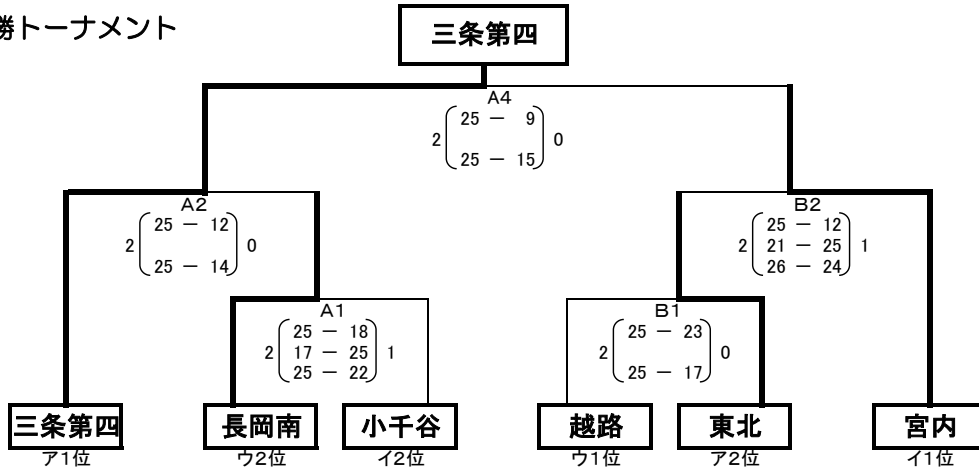 勝トーナメント
三条第四
A4
25 － 9
2 0
25 － 15
A2
25 － 12
2 0
25 － 14
B2
25 － 12
2 21 － 25 1
26 － 24
A1
25 － 18
2 17 － 25 1
25 － 22
B1
25 － 23
2 0
25 － 17
三条第四 長岡南 小千谷 越路 東北 宮内
ア1位 ウ2位 イ2位 ウ1位 ア2位 イ1位